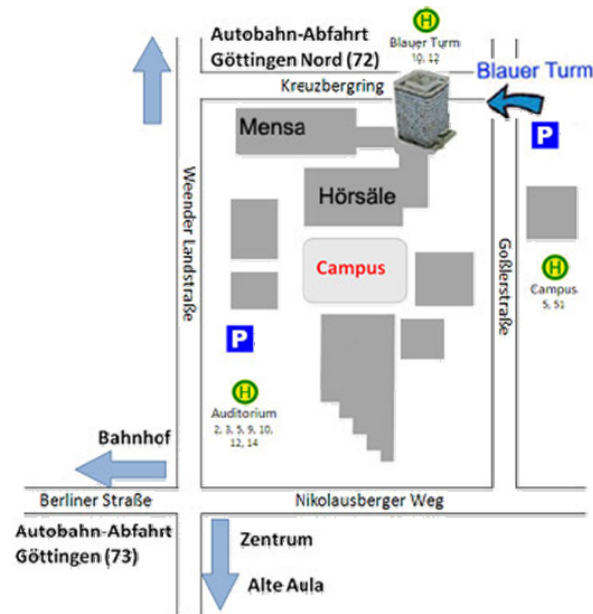 Autobahn-Abfahrt
Göttingen Nord (72)
H
Blauer Turm
10, 12
Kreuzbergring
Blauer Turm
P
Mensa
Hörsäle
Weender Landstraße
Campus
Goßlerstraße
H
Campus
5, 51
P
H
Auditorium
2, 3, 5, 9, 10,
12, 14
Bahnhof
Berliner Straße
Nikolausberger Weg
Autobahn-Abfahrt
Göttingen (73)
Zentrum
Alte Aula